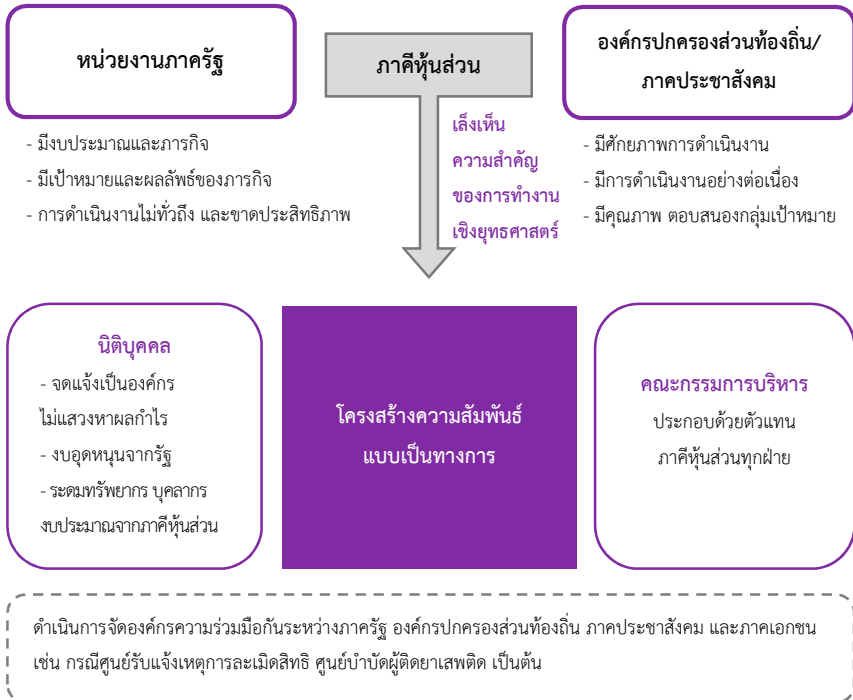 หน่วยงานภาครัฐ
- มีงบประมาณและภารกิจ
- มีเป้าหมายและผลลัพธ์ของภารกิจ
- การดำเนินงานไม่ทั่วถึง และขาดประสิทธิภาพ
ภาคีหุ้นส่วน
เล็งเห็น
ความสำคัญ
ของการทำงาน
เชิงยุทธศาสตร์
องค์กรปกครองส่วนท้องถิ่น/
ภาคประชาสังคม
- มีศักยภาพการดำเนินงาน
- มีการดำเนินงานอย่างต่อเนื่อง
- มีคุณภาพ ตอบสนองกลุ่มเป้าหมาย
นิติบุคคล
- จดแจ้งเป็นองค์กร
ไม่แสวงหาผลกำไร
- งบอุดหนุนจากรัฐ
- ระดมทรัพยากร บุคลากร
งบประมาณจากภาคีหุ้นส่วน
โครงสร้างความสัมพันธ์
แบบเป็นทางการ
คณะกรรมการบริหาร
ประกอบด้วยตัวแทน
ภาคีหุ้นส่วนทุกฝ่าย
ดำเนินการจัดองค์กรความร่วมมือกันระหว่างภาครัฐ องค์กรปกครองส่วนท้องถิ่น ภาคประชาสังคม และภาคเอกชน
เช่น กรณีศูนย์รับแจ้งเหตุการละเมิดสิทธิ ศูนย์บำบัดผู้ติดยาเสพติด เป็นต้น